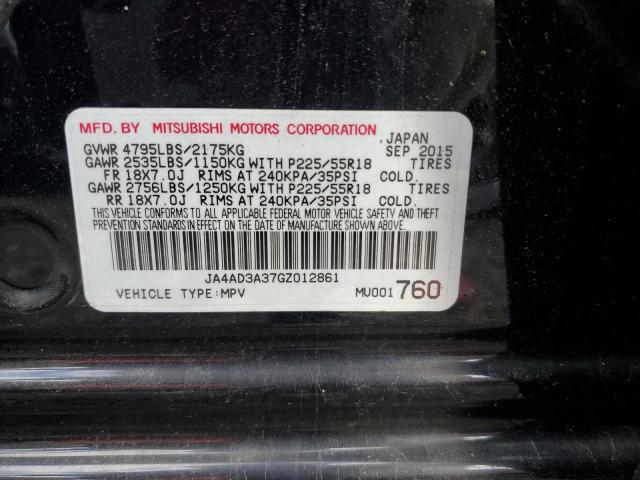 MFD. BY MITSUBISHI MOTORS CORPORATION JAPAN
GVWR 4795LBS/2175KG SEP 2015
GAWR 2535LBS/1150KG WITH P225/55R18 TIRES
FR 18X7.0J RIMS AT 240KPA/35PSI COLD.
GAWR 2756LBS/1250KG WITH P225/55R18 TIRES
RR 18X7.0J RIMS AT 240KPA/35PSI COLD.
THIS VEHICLE CONFORMS TO ALL APPLICABLE FEDERAL MOTOR VEHICLE SAFETY AND THEFT
PREVENTION STANDARDS IN EFFECT ON THE DATE OF MANUFACTURE SHOWN ABOVE.
JA4AD3A37GZ012861
VEHICLE TYPE:MPV MU001760